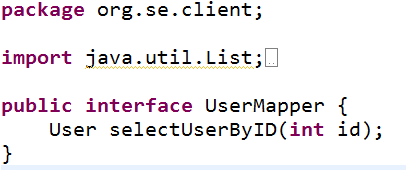 package org.se.client;
import java.util.List;
public interface UserMapper {
User selectUserByID(int id);
}